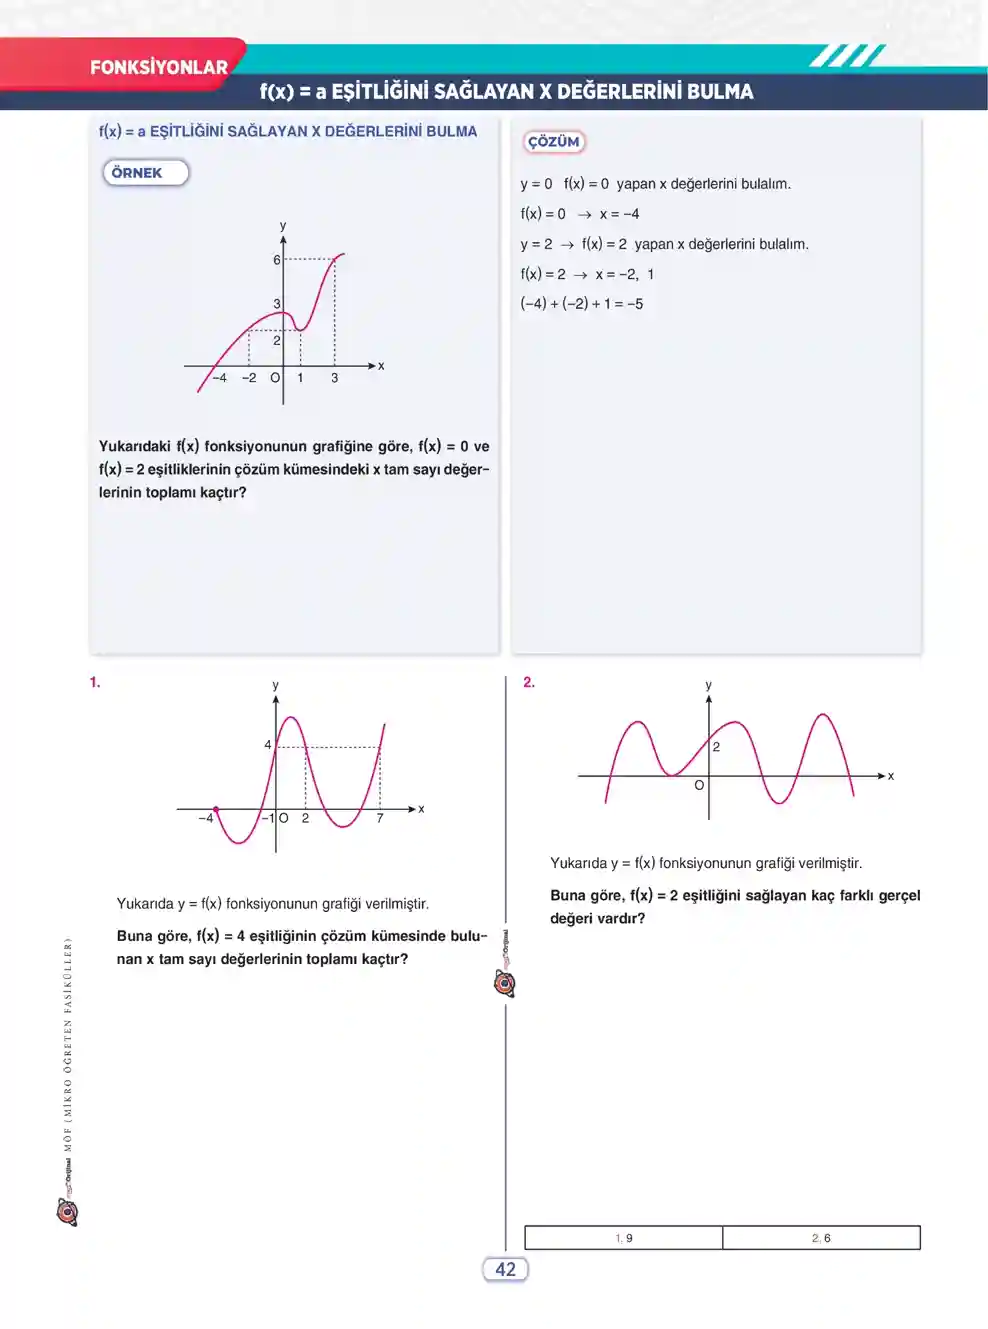 FONKSİYONLAR
f(x) = a EŞİTLİĞİNİ SAĞLAYAN X DEĞERLERİNİ BULMA
f(x) = a EŞİTLİĞİNİ SAĞLAYAN X DEĞERLERİNİ BULMA
ÖRNEK
y
6
3
2
x
–4 –2 O 1 3
Yukarıdaki f(x) fonksiyonunun grafiğine göre, f(x) = 0 ve
f(x) = 2 eşitliklerinin çözüm kümesindeki x tam sayı değer-
lerinin toplamı kaçtır?
ÇÖZÜM
y = 0 f(x) = 0 yapan x değerlerini bulalım.
f(x) = 0 → x = –4
y = 2 → f(x) = 2 yapan x değerlerini bulalım.
f(x) = 2 → x = –2, 1
(–4) + (–2) + 1 = –5
1.
y
4
x
–4 –1 O 2 7
Yukarıda y = f(x) fonksiyonunun grafiği verilmiştir.
Buna göre, f(x) = 4 eşitliğinin çözüm kümesinde bulu-
nan x tam sayı değerlerinin toplamı kaçtır?
2.
y
2
x
O
Yukarıda y = f(x) fonksiyonunun grafiği verilmiştir.
Buna göre, f(x) = 2 eşitliğini sağlayan kaç farklı gerçel
değeri vardır?
Orijinal
Orijinal MÖF (MİKRO ÖĞRETEN FASİKÜLLER)
1. 9 2. 6
42